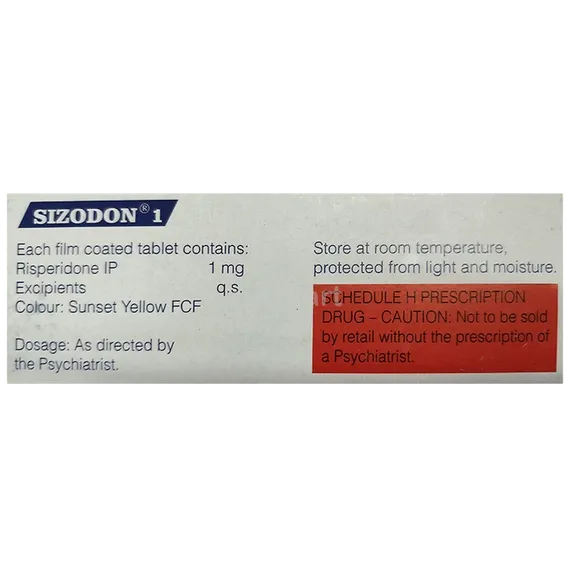 SIZODON® 1
Each film coated tablet contains:
Risperidone IP 1 mg
Excipients q.s.
Colour: Sunset Yellow FCF
Dosage: As directed by
the Psychiatrist.
Store at room temperature,
protected from light and moisture.
SCHEDULE H PRESCRIPTION
DRUG – CAUTION: Not to be sold
by retail without the prescription of
a Psychiatrist.